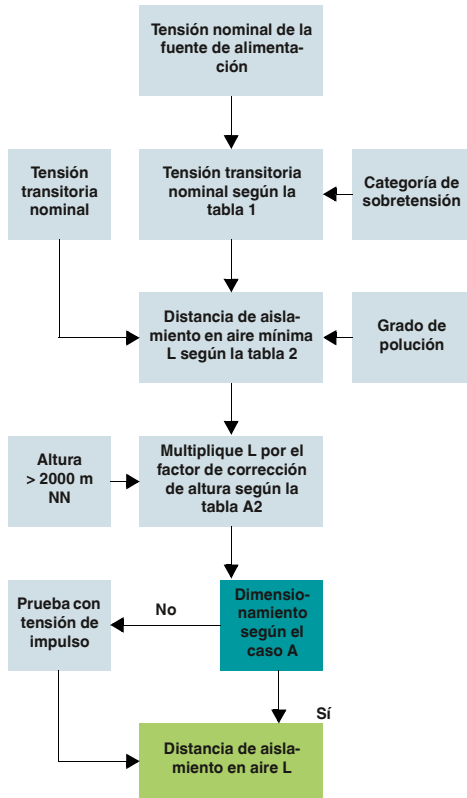 Tensión nominal de la
fuente de alimenta-
ción
Tensión
transitoria
nominal
Tensión transitoria
nominal según la
tabla 1
Categoría de
sobretensión
Distancia de aisla-
miento en aire mínima
L según la tabla 2
Grado de
polución
Altura
> 2000 m
NN
Multiplique L por el
factor de corrección
de altura según la
tabla A2
Prueba con
tensión de
impulso
No
Dimensio-
namiento
según el
caso A
Sí
Distancia de aisla-
miento en aire L